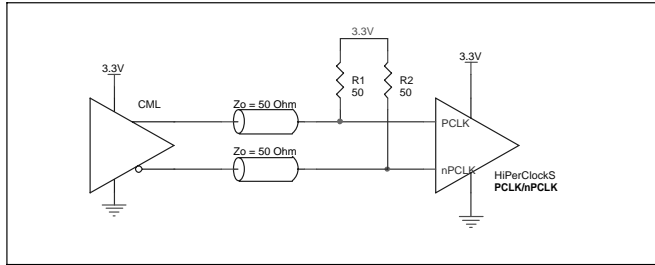 3.3V
3.3V
3.3V
R1
50
R2
50
CML
Zo = 50 Ohm
PCLK
Zo = 50 Ohm
nPCLK
HiPerClockS
PCLK/nPCLK